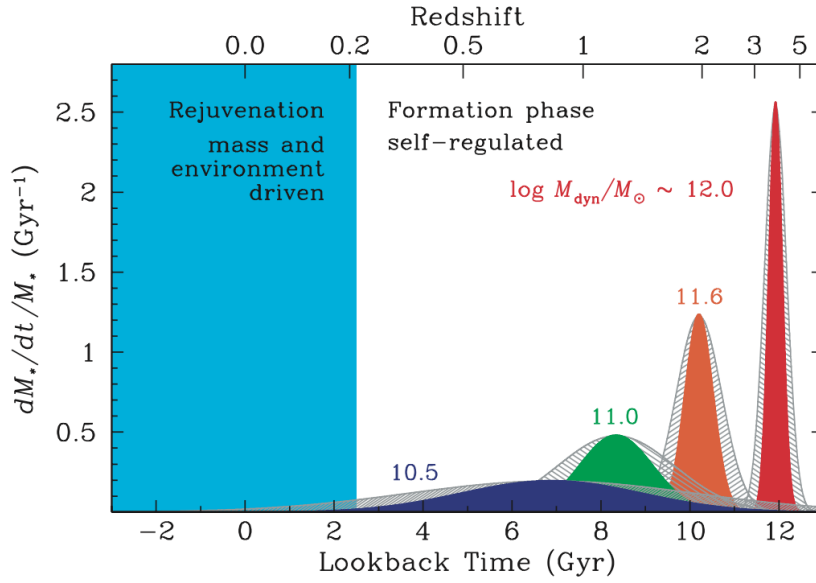 Redshift
0.0 0.2 0.5 1 2 3 5
Rejuvenation
mass and
environment
driven
Formation phase
self-regulated
log M_dyn/M_⊙ ~ 12.0
11.6
11.0
10.5
dM_*/dt/M_* (Gyr⁻¹)
2.5
2
1.5
1
0.5
−2 0 2 4 6 8 10 12
Lookback Time (Gyr)